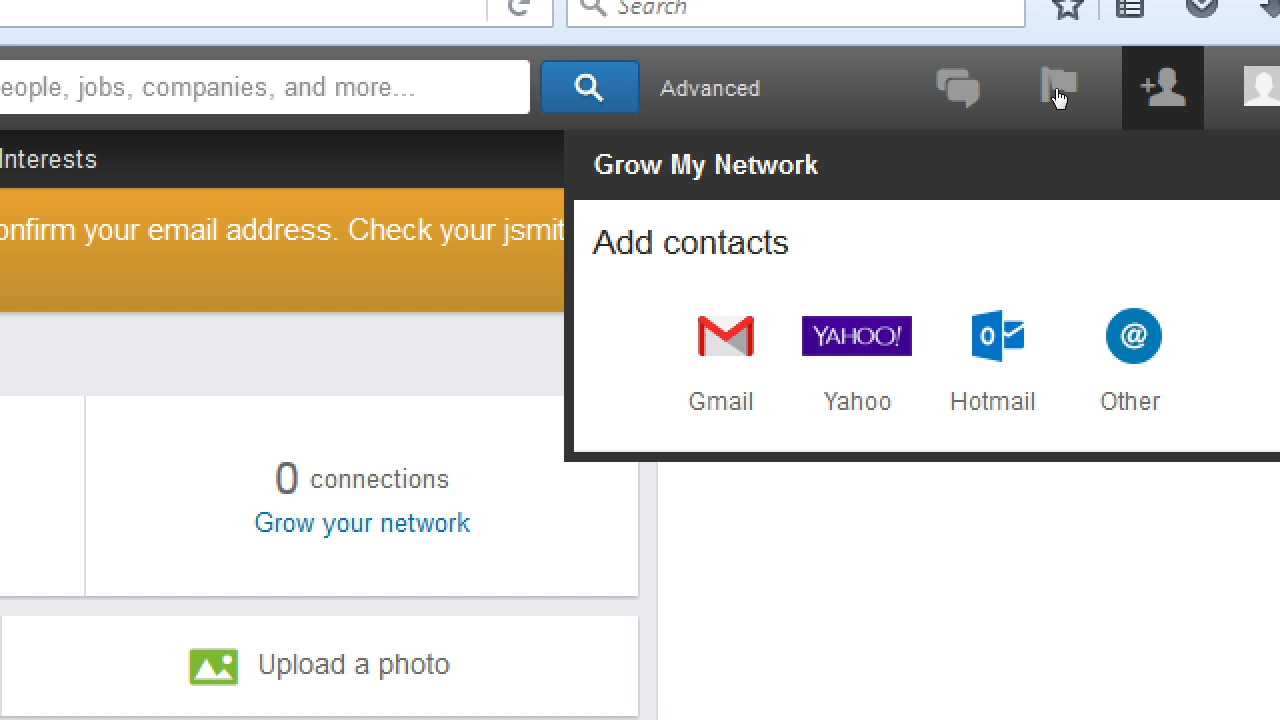 Search
eople, jobs, companies, and more...
Advanced
Interests
Grow My Network
onfirm your email address. Check your jsmit
Add contacts
YAHOO!
Gmail
Yahoo
Hotmail
Other
0 connections
Grow your network
Upload a photo